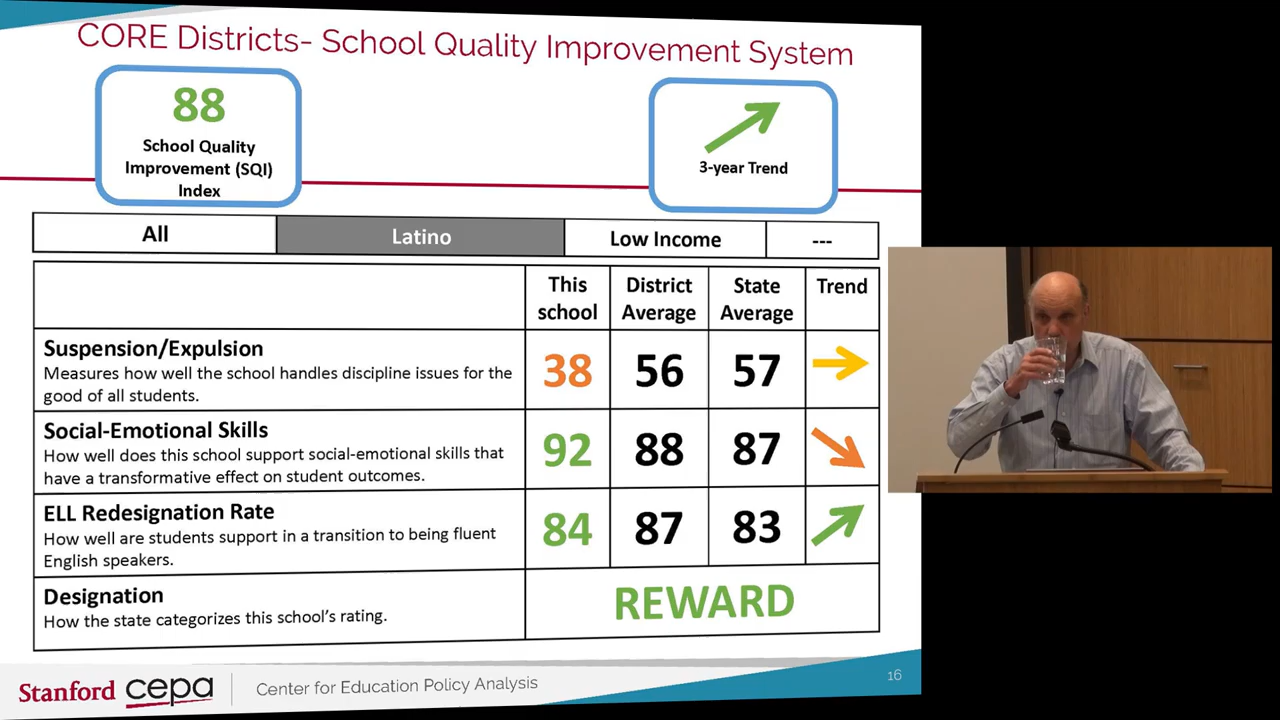 CORE Districts- School Quality Improvement System
88
School Quality
Improvement (SQI)
Index
3-year Trend
All
Latino
Low Income
---
This
school
District
Average
State
Average
Trend
Suspension/Expulsion
Measures how well the school handles discipline issues for the
good of all students.
38
56
57
Social-Emotional Skills
How well does this school support social-emotional skills that
have a transformative effect on student outcomes.
92
88
87
ELL Redesignation Rate
How well are students support in a transition to being fluent
English speakers.
84
87
83
Designation
How the state categorizes this school's rating.
REWARD
Stanford cepa
Center for Education Policy Analysis
16